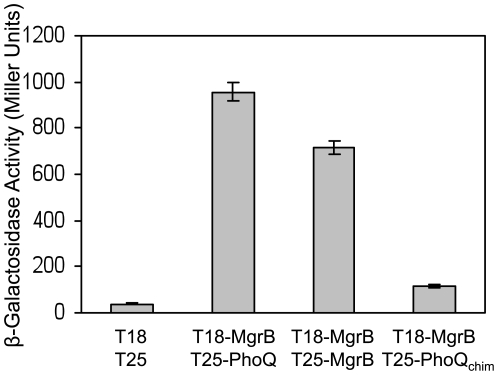 β-Galactosidase Activity (Miller Units)
1200
1000
800
600
400
200
0
T18 T18-MgrB T18-MgrB T18-MgrB
T25 T25-PhoQ T25-MgrB T25-PhoQchim